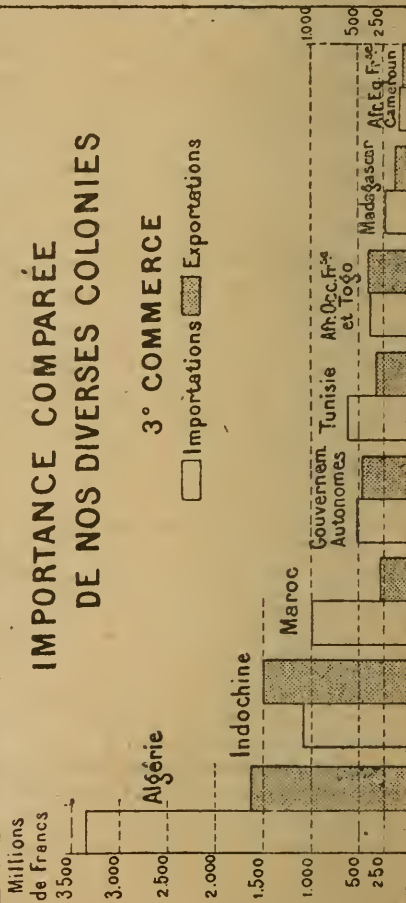 IMPORTANCE COMPARÉE
DE NOS DIVERSES COLONIES
3° COMMERCE
Importations Exportations
Millions
de Francs
3500
3.000
2.500
2.000
1.500
1.000
500
250
Algérie
Indochine
Maroc
Gouvernem.
Autonomes
Tunisie
Afr. Occ. Fr.se
et Togo
Madagascar
Afr. Eq. Fr.se
Cameroun
1.000
500
250